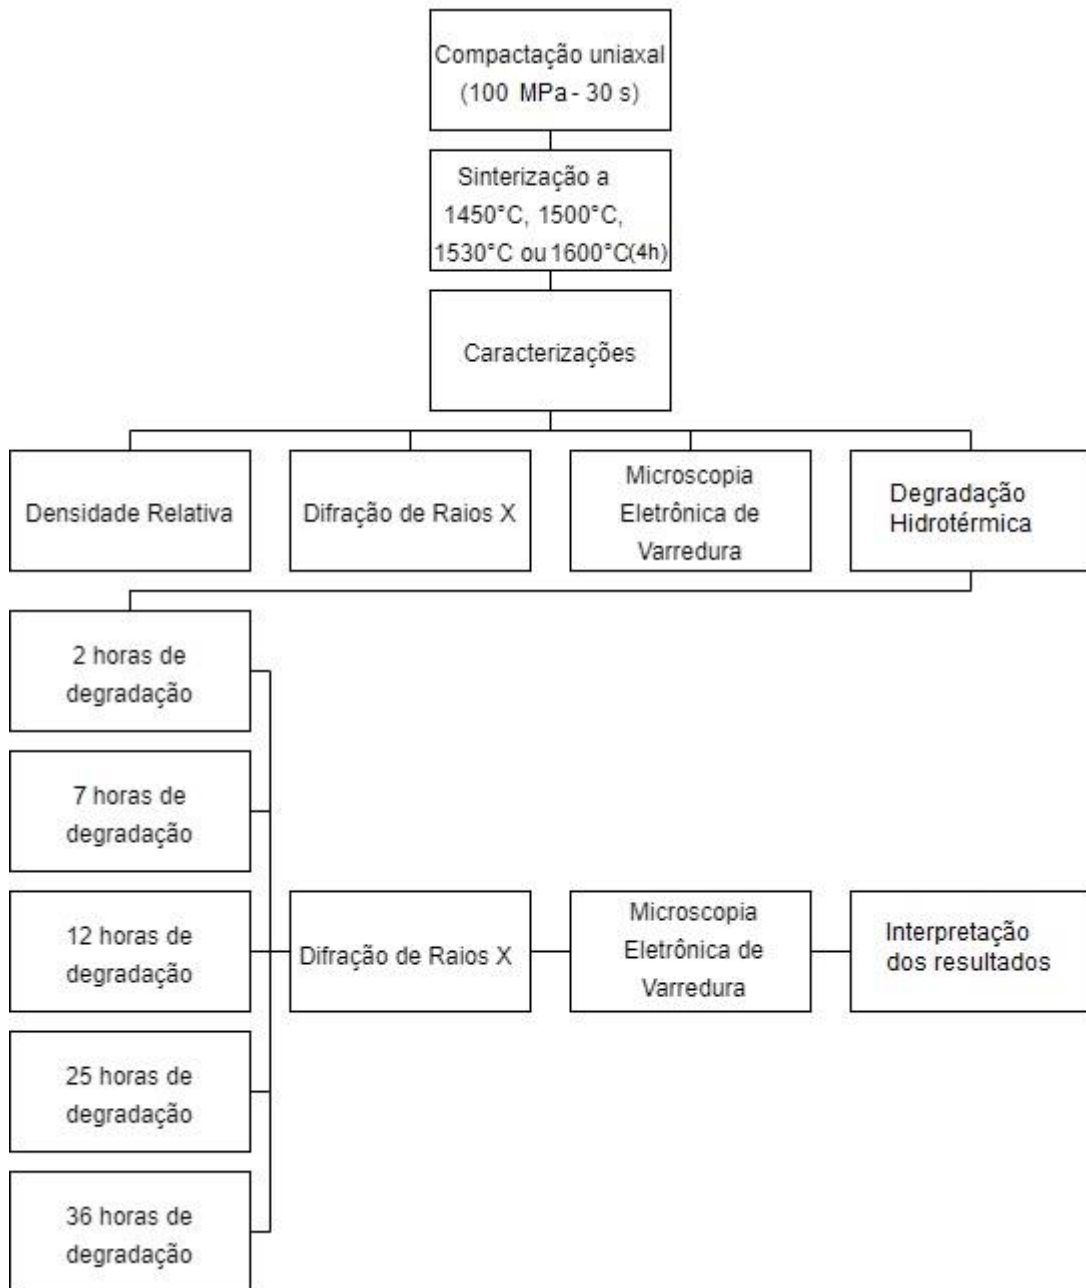 Compactação uniaxal
(100 MPa - 30 s)
Sinterização a
1450°C, 1500°C,
1530°C ou 1600°C(4h)
Caracterizações
Densidade Relativa
Difração de Raios X
Microscopia
Eletrônica de
Varredura
Degradação
Hidrotérmica
2 horas de
degradação
7 horas de
degradação
12 horas de
degradação
Difração de Raios X
Microscopia
Eletrônica de
Varredura
Interpretação
dos resultados
25 horas de
degradação
36 horas de
degradação